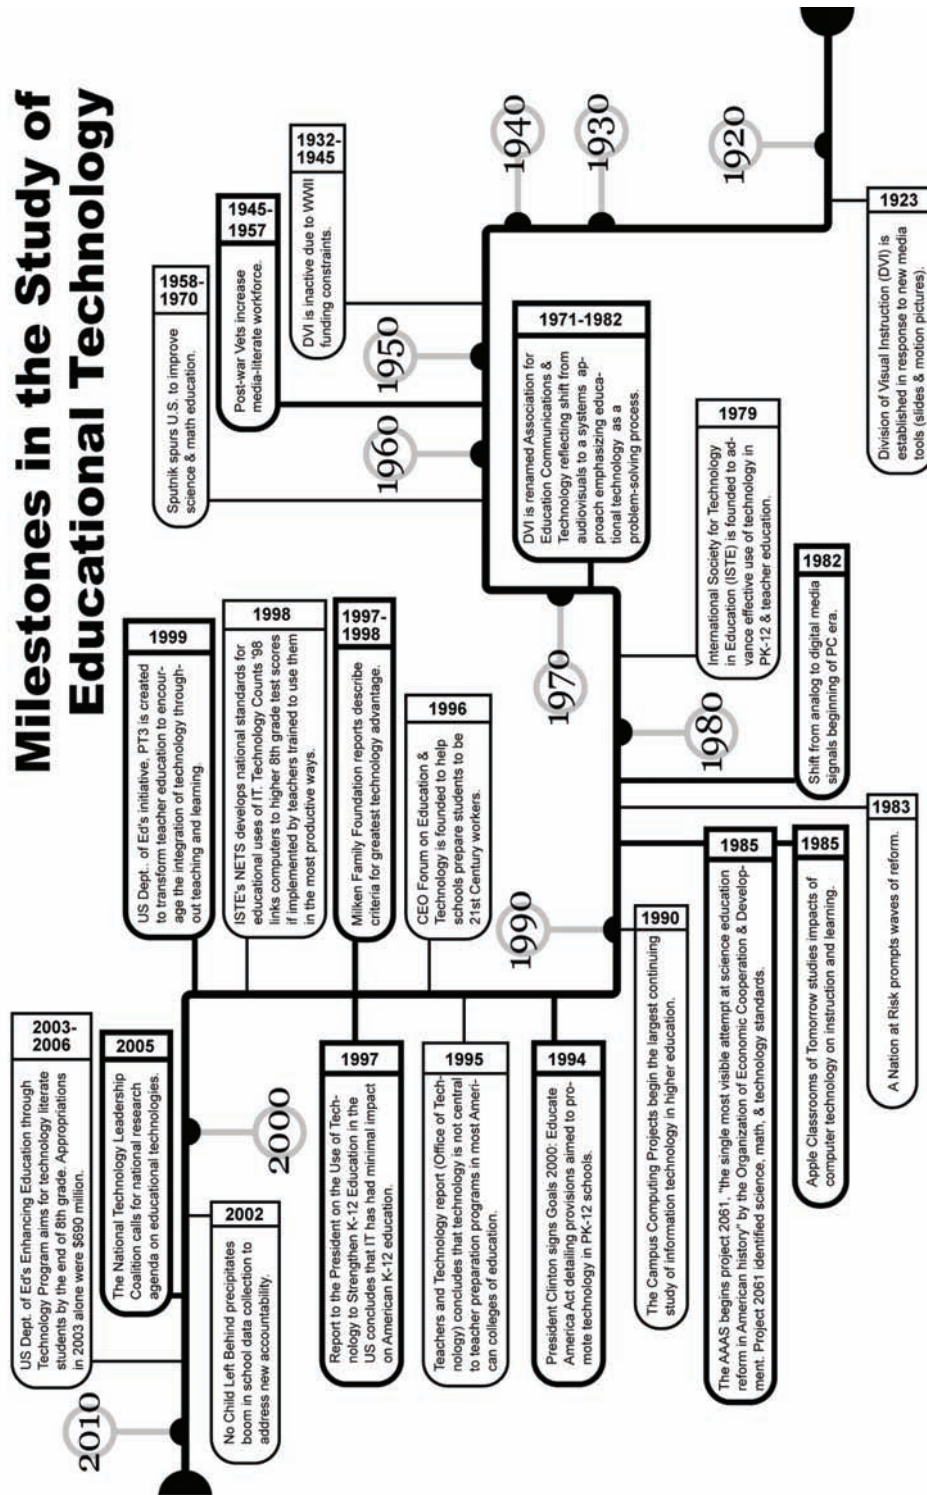 Milestones in the Study of
Educational Technology
2003-
2006
US Dept. of Ed's Enhancing Education through
Technology Program aims for technology literate
students by the end of 8th grade. Appropriations
in 2003 alone were $690 million.
2005
The National Technology Leadership
Coalition calls for national research
agenda on educational technologies.
2010
2000
2002
No Child Left Behind precipitates
boom in school data collection to
address new accountability.
1999
US Dept.. of Ed's initiative, PT3 is created
to transform teacher education to encour-
age the integration of technology through-
out teaching and learning.
1998
ISTE's NETS develops national standards for
educational uses of IT. Technology Counts '98
links computers to higher 8th grade test scores
if implemented by teachers trained to use them
in the most productive ways.
1997-
1998
Milken Family Foundation reports describe
criteria for greatest technology advantage.
1996
CEO Forum on Education &
Technology is founded to help
schools prepare students to be
21st Century workers.
1997
Report to the President on the Use of Tech-
nology to Strengthen K-12 Education in the
US concludes that IT has had minimal impact
on American K-12 education.
1995
Teachers and Technology report (Office of Tech-
nology) concludes that technology is not central
to teacher preparation programs in most Ameri-
can colleges of education.
1994
President Clinton signs Goals 2000: Educate
America Act detailing provisions aimed to pro-
mote technology in PK-12 schools.
1990
1990
The Campus Computing Projects begin the largest continuing
study of information technology in higher education.
1985
The AAAS begins project 2061, "the single most visible attempt at science education
reform in American history" by the Organization of Economic Cooperation & Develop-
ment. Project 2061 identified science, math, & technology standards.
1985
Apple Classrooms of Tomorrow studies impacts of
computer technology on instruction and learning.
1983
A Nation at Risk prompts waves of reform.
1982
Shift from analog to digital media
signals beginning of PC era.
1980
1979
International Society for Technology
in Education (ISTE) is founded to ad-
vance effective use of technology in
PK-12 & teacher education.
1970
1971-1982
DVI is renamed Association for
Education Communications &
Technology reflecting shift from
audiovisuals to a systems ap-
proach emphasizing educa-
tional technology as a
problem-solving process.
1958-
1970
Sputnik spurs U.S. to improve
science & math education.
1945-
1957
Post-war Vets increase
media-literate workforce.
1932-
1945
DVI is inactive due to WWII
funding constraints.
1960
1950
1940
1930
1920
1923
Division of Visual Instruction (DVI) is
established in response to new media
tools (slides & motion pictures).